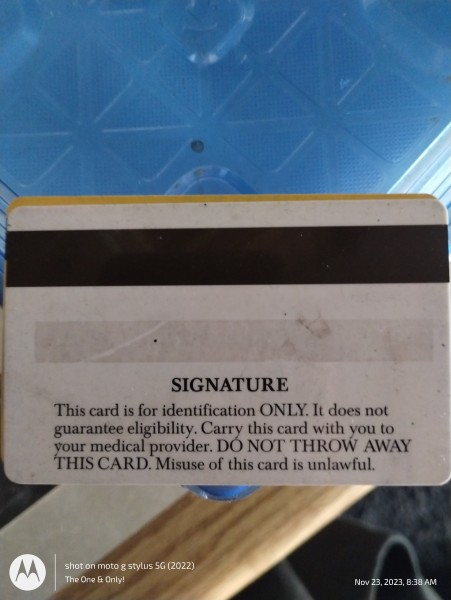 SIGNATURE
This card is for identification ONLY. It does not
guarantee eligibility. Carry this card with you to
your medical provider. DO NOT THROW AWAY
THIS CARD. Misuse of this card is unlawful.
shot on moto g stylus 5G (2022)
The One & Only!
Nov 23, 2023, 8:38 AM
MOTOROLA